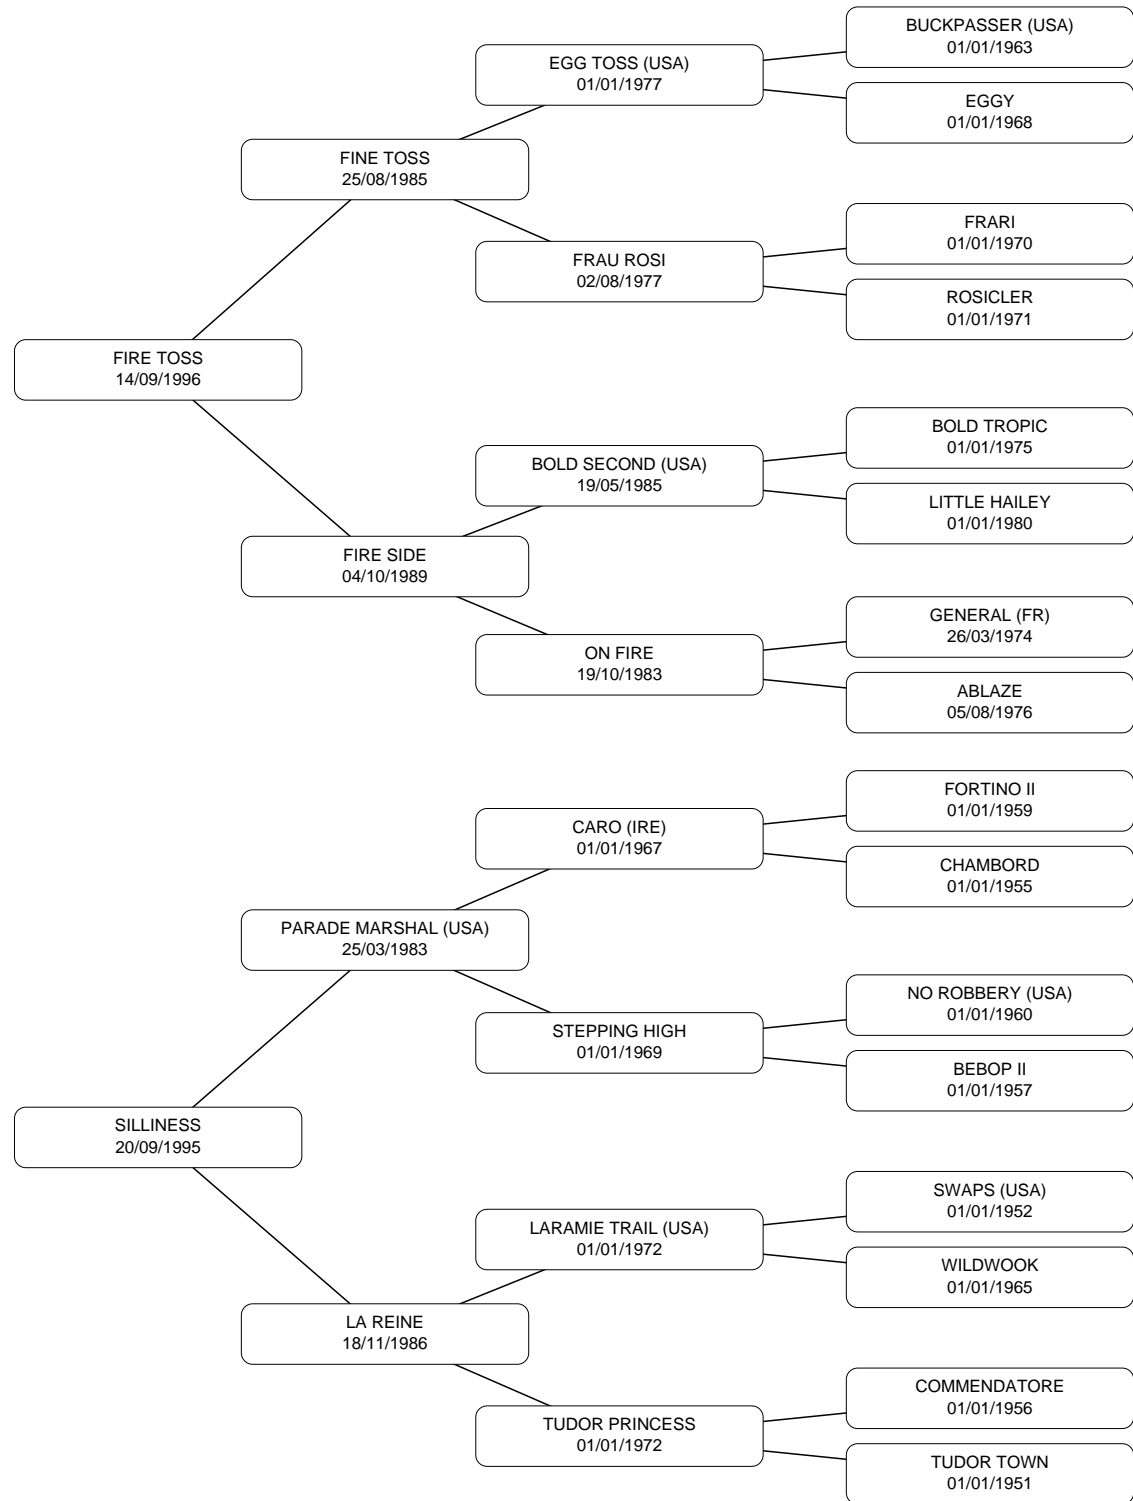 BUCKPASSER (USA)
01/01/1963
EGG TOSS (USA)
01/01/1977
EGGY
01/01/1968
FINE TOSS
25/08/1985
FRARI
01/01/1970
FRAU ROSI
02/08/1977
ROSICLER
01/01/1971
FIRE TOSS
14/09/1996
BOLD TROPIC
01/01/1975
BOLD SECOND (USA)
19/05/1985
LITTLE HAILEY
01/01/1980
FIRE SIDE
04/10/1989
GENERAL (FR)
26/03/1974
ON FIRE
19/10/1983
ABLAZE
05/08/1976
FORTINO II
01/01/1959
CARO (IRE)
01/01/1967
CHAMBORD
01/01/1955
PARADE MARSHAL (USA)
25/03/1983
NO ROBBERY (USA)
01/01/1960
STEPPING HIGH
01/01/1969
BEBOP II
01/01/1957
SILLINESS
20/09/1995
SWAPS (USA)
01/01/1952
LARAMIE TRAIL (USA)
01/01/1972
WILDWOOK
01/01/1965
LA REINE
18/11/1986
COMMENDATORE
01/01/1956
TUDOR PRINCESS
01/01/1972
TUDOR TOWN
01/01/1951